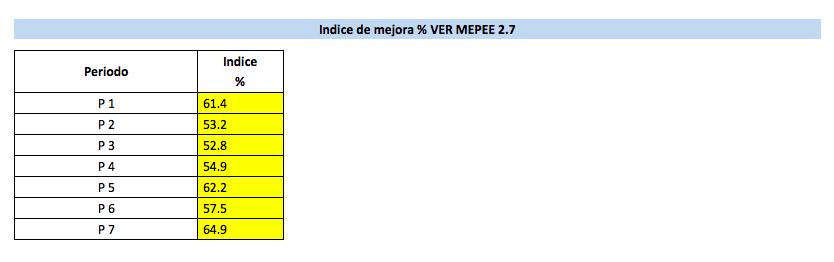 Indice de mejora % VER MEPEE 2.7
Periodo Indice %
P 1 61.4
P 2 53.2
P 3 52.8
P 4 54.9
P 5 62.2
P 6 57.5
P 7 64.9